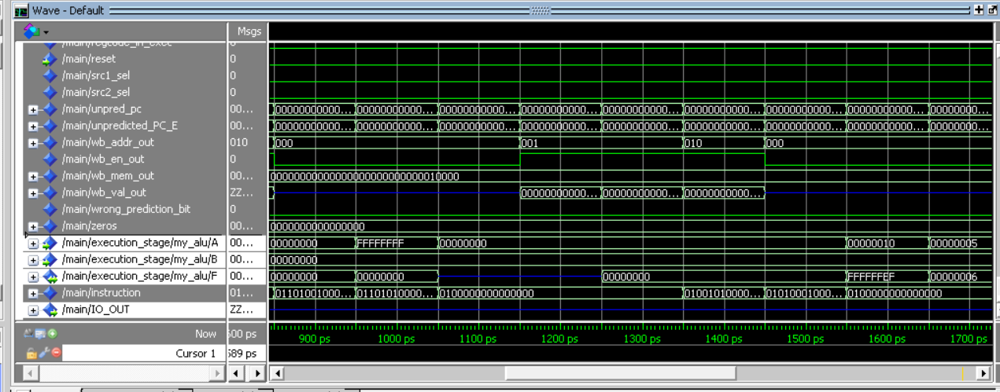 Wave - Default
Msgs
/main/regcode_in_exec 0
/main/reset 0
/main/src1_sel 0
/main/src2_sel 0
/main/unpred_pc 00... 00000000000... 00000000000... 00000000000... 00000000000... 00000000000... 00000000000... 00000000000... 00000000000... 00000000...
/main/unpredicted_PC_E 00... 00000000000... 00000000000... 00000000000... 00000000000... 00000000000... 00000000000... 00000000000... 00000000000... 00000000...
/main/wb_addr_out 010 000 001 010 000
/main/wb_en_out 0
/main/wb_mem_out 00... 00000000000000000000000000010000
/main/wb_val_out ZZ... 00000000000... 00000000000... 00000000000...
/main/wrong_prediction_bit 0
/main/zeros 00... 0000000000000000
/main/execution_stage/my_alu/A 00... 00000000 FFFFFFFF 00000000 00000010 00000005
/main/execution_stage/my_alu/B 00... 00000000
/main/execution_stage/my_alu/F 00... 00000000 00000000 00000000 FFFFFFEF 00000006
/main/instruction 01... 01101001000... 01101010000... 0100000000000000 01001010000... 01010001000... 0100000000000000
/main/IO_OUT ZZ...
Now 500 ps 900 ps 1000 ps 1100 ps 1200 ps 1300 ps 1400 ps 1500 ps 1600 ps 1700 ps
Cursor 1 589 ps